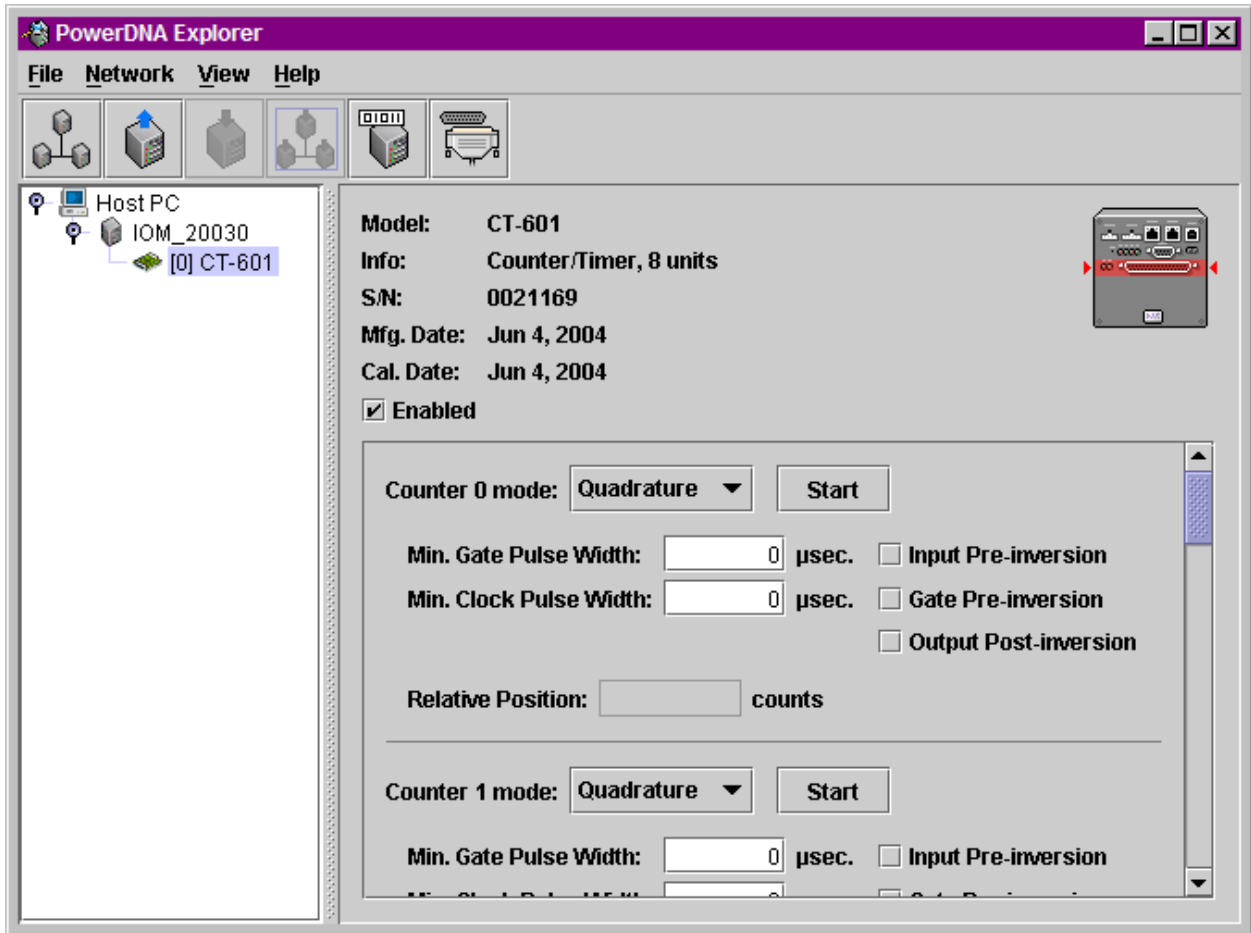 PowerDNA Explorer
File Network View Help
01011
Host PC
IOM_20030
[0] CT-601
Model: CT-601
Info: Counter/Timer, 8 units
S/N: 0021169
Mfg. Date: Jun 4, 2004
Cal. Date: Jun 4, 2004
Enabled
Counter 0 mode: Quadrature Start
Min. Gate Pulse Width: 0 µsec. Input Pre-inversion
Min. Clock Pulse Width: 0 µsec. Gate Pre-inversion
Output Post-inversion
Relative Position: counts
Counter 1 mode: Quadrature Start
Min. Gate Pulse Width: 0 µsec. Input Pre-inversion